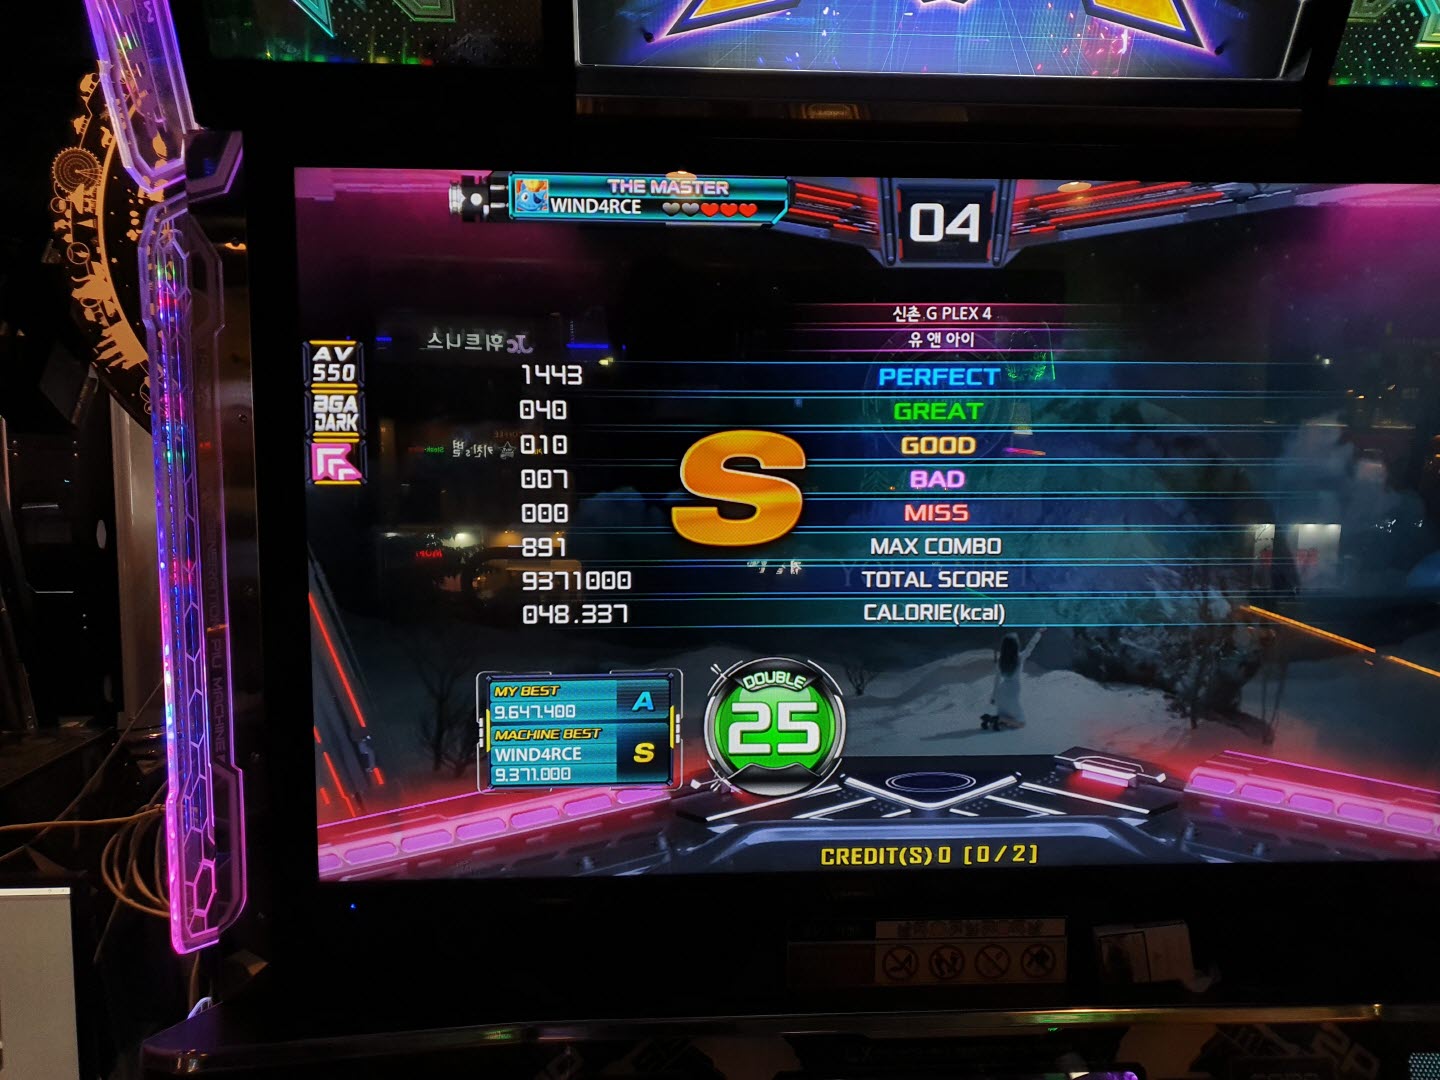 THE MASTER
WIND4RCE
04
신촌 G PLEX 4
유 앤 아이
AV
550
BGA
DARK
1443 PERFECT
040 GREAT
010 GOOD
007 BAD
000 MISS
891 MAX COMBO
9371000 TOTAL SCORE
048.337 CALORIE(kcal)
S
MY BEST
9.647.400 A
MACHINE BEST
WIND4RCE
9.371.000 S
DOUBLE
25
CREDIT(S) 0 [0/2]